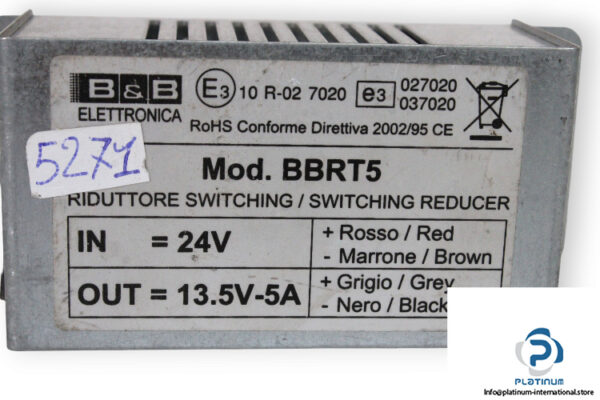 B&B
ELETTRONICA
E3 10 R-02 7020 e3 027020
037020
RoHS Conforme Direttiva 2002/95 CE
5271
Mod. BBRT5
RIDUTTORE SWITCHING / SWITCHING REDUCER
IN = 24V
+ Rosso / Red
- Marrone / Brown
OUT = 13.5V-5A
+ Grigio / Grey
- Nero / Black
PLATINUM
Info@platinum-international.store